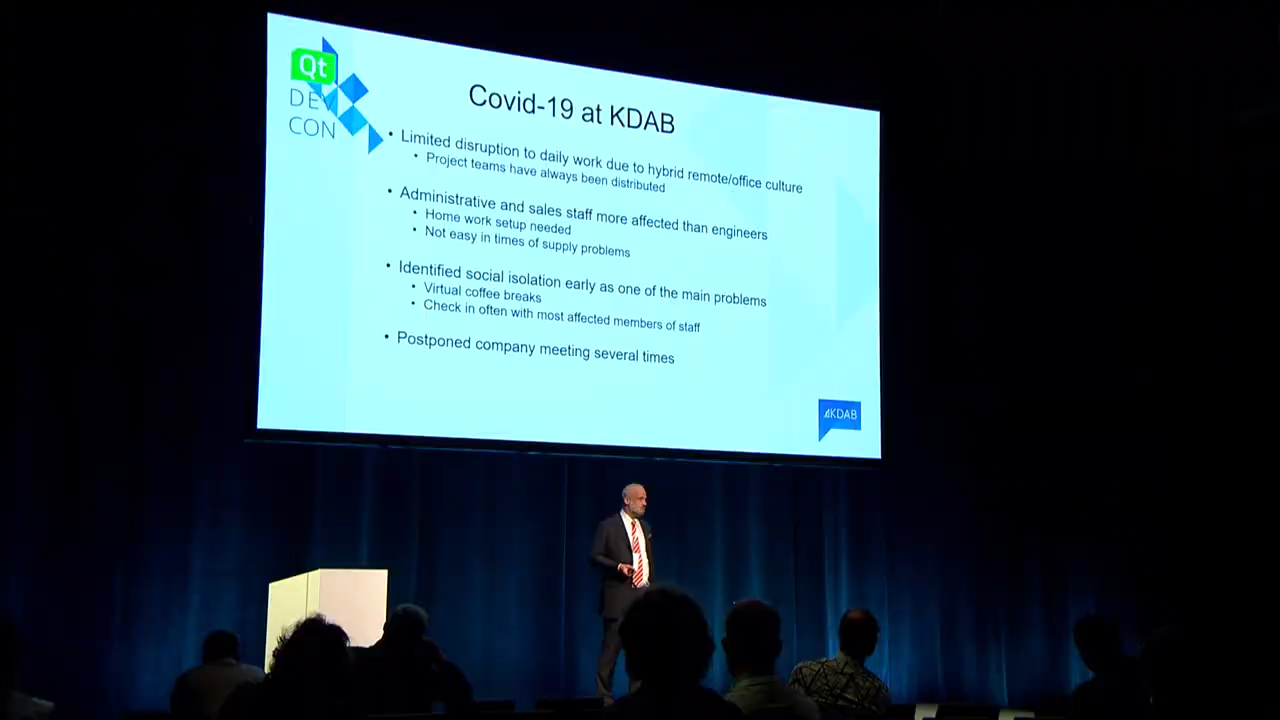 Qt
DEV
CON
Covid-19 at KDAB
• Limited disruption to daily work due to hybrid remote/office culture
• Project teams have always been distributed
• Administrative and sales staff more affected than engineers
• Home work setup needed
• Not easy in times of supply problems
• Identified social isolation early as one of the main problems
• Virtual coffee breaks
• Check in often with most affected members of staff
• Postponed company meeting several times
KDAB